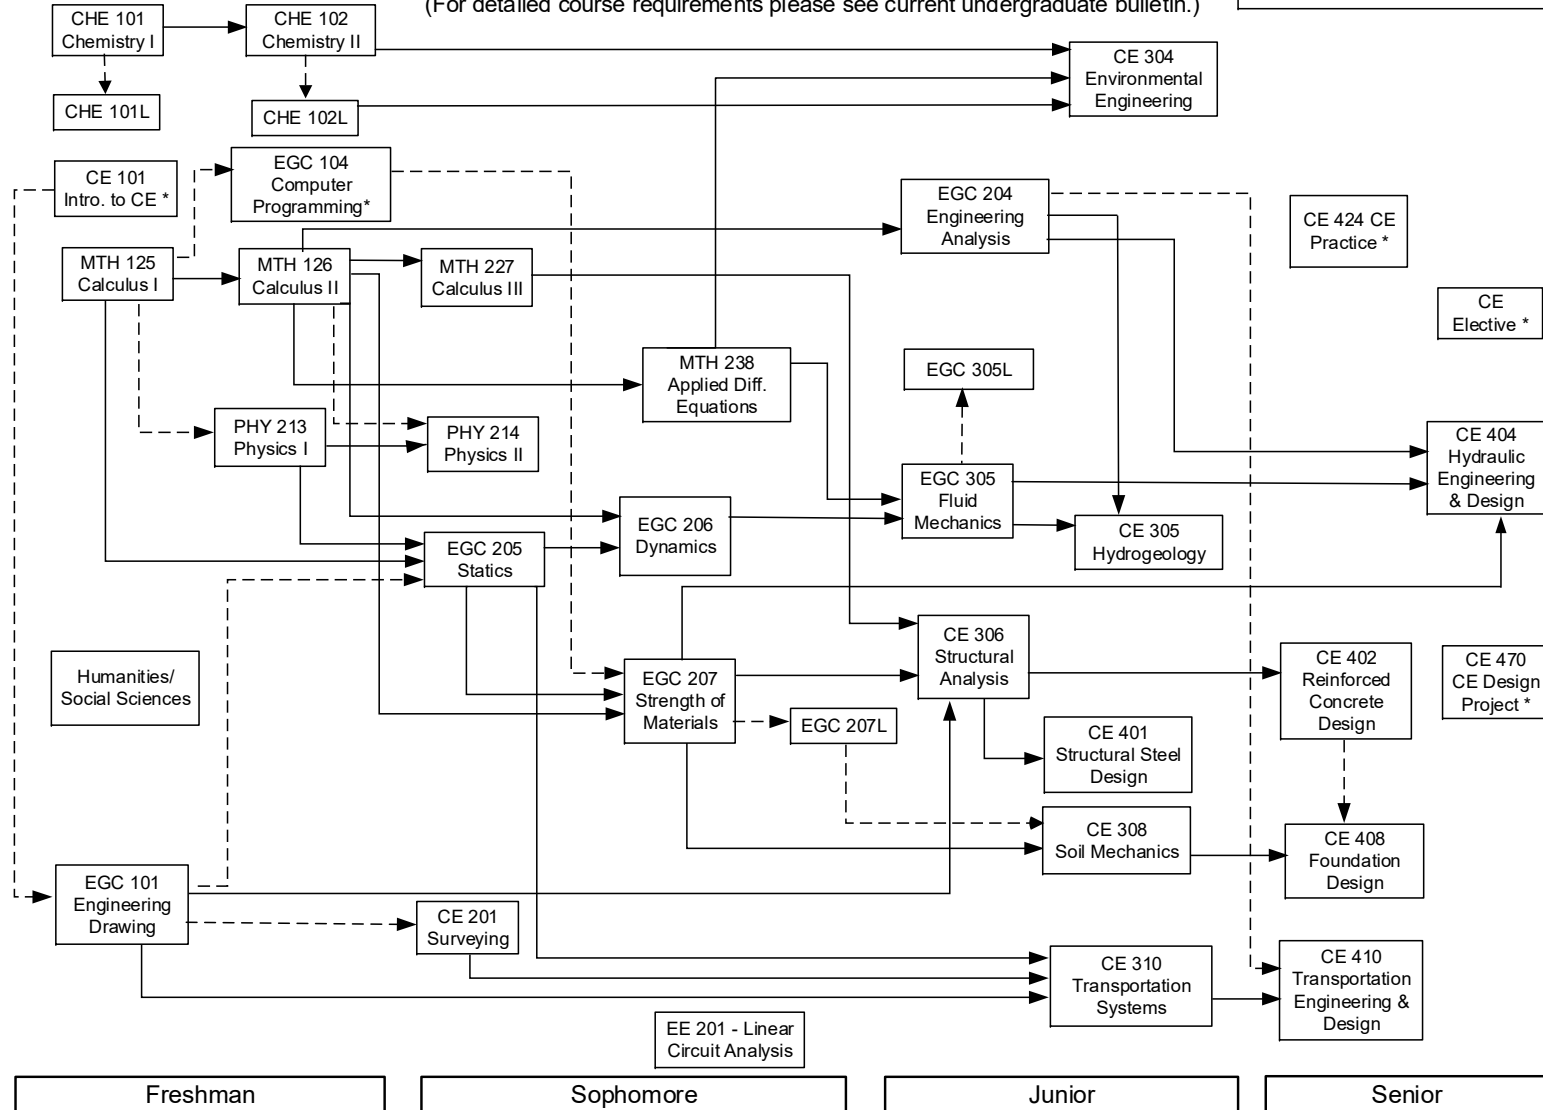 (For detailed course requirements please see current undergraduate bulletin.)
CHE 101
Chemistry I
CHE 102
Chemistry II
CE 304
Environmental
Engineering
CHE 101L
CHE 102L
CE 101
Intro. to CE *
EGC 104
Computer
Programming*
EGC 204
Engineering
Analysis
CE 424 CE
Practice *
MTH 125
Calculus I
MTH 126
Calculus II
MTH 227
Calculus III
CE
Elective *
MTH 238
Applied Diff.
Equations
EGC 305L
PHY 213
Physics I
PHY 214
Physics II
CE 404
Hydraulic
Engineering
& Design
EGC 305
Fluid
Mechanics
EGC 206
Dynamics
CE 305
Hydrogeology
EGC 205
Statics
CE 306
Structural
Analysis
Humanities/
Social Sciences
EGC 207
Strength of
Materials
CE 402
Reinforced
Concrete
Design
CE 470
CE Design
Project *
EGC 207L
CE 401
Structural Steel
Design
CE 308
Soil Mechanics
CE 408
Foundation
Design
EGC 101
Engineering
Drawing
CE 201
Surveying
CE 310
Transportation
Systems
CE 410
Transportation
Engineering &
Design
EE 201 - Linear
Circuit Analysis
Freshman
Sophomore
Junior
Senior